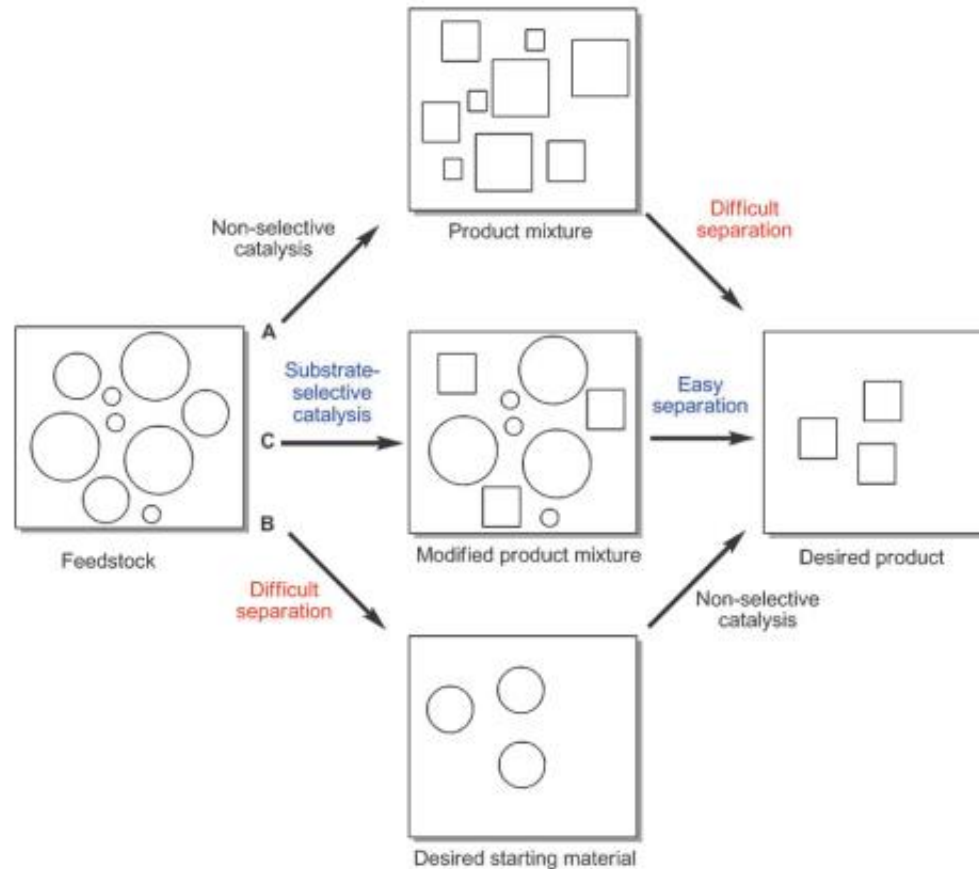 Product mixture
Non-selective
catalysis
Difficult
separation
A
Substrate-
selective
catalysis
C
B
Easy
separation
Feedstock
Modified product mixture
Desired product
Difficult
separation
Non-selective
catalysis
Desired starting material